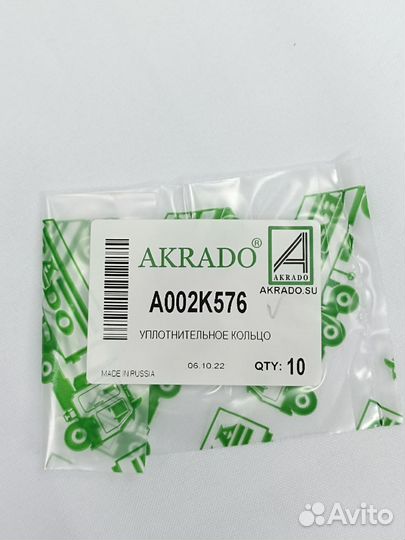 AKRADO®
AKRADO
AKRADO.SU
A002K576
УПЛОТНИТЕЛЬНОЕ КОЛЬЦО
MADE IN RUSSIA
06.10.22
QTY: 10
Avito